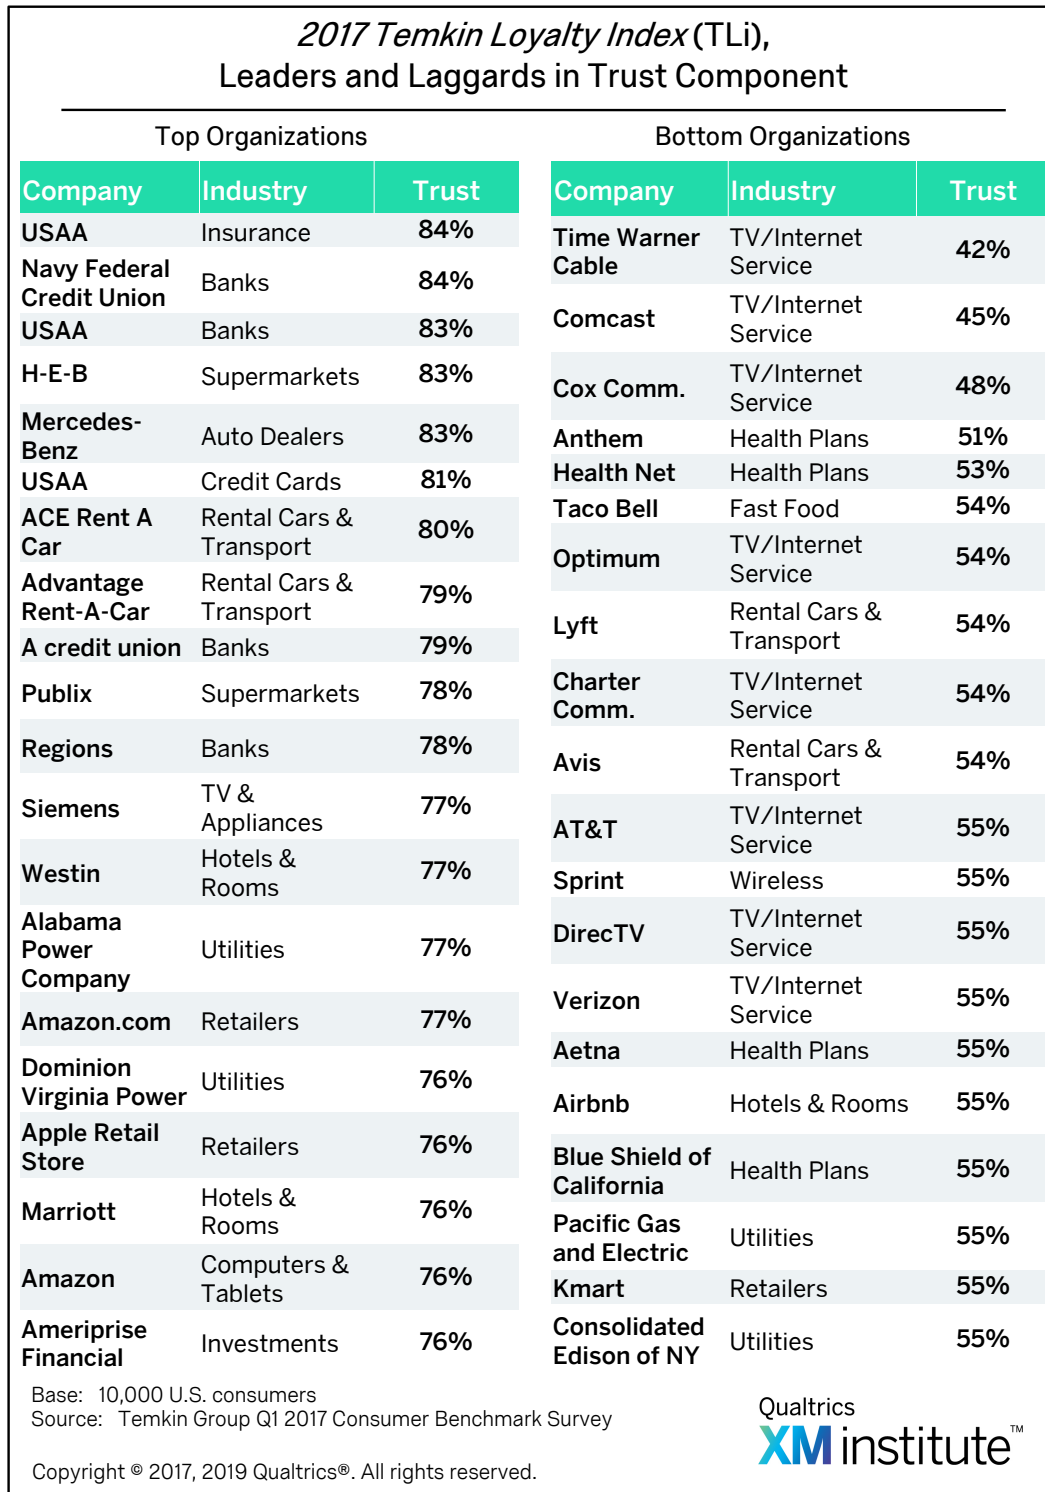 2017 Temkin Loyalty Index (TLi),
Leaders and Laggards in Trust Component
Top Organizations
Company Industry Trust
USAA Insurance 84%
Navy Federal
Credit Union Banks 84%
USAA Banks 83%
H-E-B Supermarkets 83%
Mercedes-
Benz Auto Dealers 83%
USAA Credit Cards 81%
ACE Rent A Rental Cars &
Car Transport 80%
Advantage Rental Cars &
Rent-A-Car Transport 79%
A credit union Banks 79%
Publix Supermarkets 78%
Regions Banks 78%
Siemens TV &
Appliances 77%
Westin Hotels &
Rooms 77%
Alabama
Power
Company Utilities 77%
Amazon.com Retailers 77%
Dominion
Virginia Power Utilities 76%
Apple Retail
Store Retailers 76%
Marriott Hotels &
Rooms 76%
Amazon Computers &
Tablets 76%
Ameriprise
Financial Investments 76%
Bottom Organizations
Company Industry Trust
Time Warner TV/Internet
Cable Service 42%
Comcast TV/Internet
Service 45%
Cox Comm. TV/Internet
Service 48%
Anthem Health Plans 51%
Health Net Health Plans 53%
Taco Bell Fast Food 54%
Optimum TV/Internet
Service 54%
Lyft Rental Cars &
Transport 54%
Charter TV/Internet
Comm. Service 54%
Avis Rental Cars &
Transport 54%
AT&T TV/Internet
Service 55%
Sprint Wireless 55%
DirecTV TV/Internet
Service 55%
Verizon TV/Internet
Service 55%
Aetna Health Plans 55%
Airbnb Hotels & Rooms 55%
Blue Shield of
California Health Plans 55%
Pacific Gas
and Electric Utilities 55%
Kmart Retailers 55%
Consolidated
Edison of NY Utilities 55%
Base: 10,000 U.S. consumers
Source: Temkin Group Q1 2017 Consumer Benchmark Survey
Copyright © 2017, 2019 Qualtrics®. All rights reserved.
Qualtrics
XM institute™